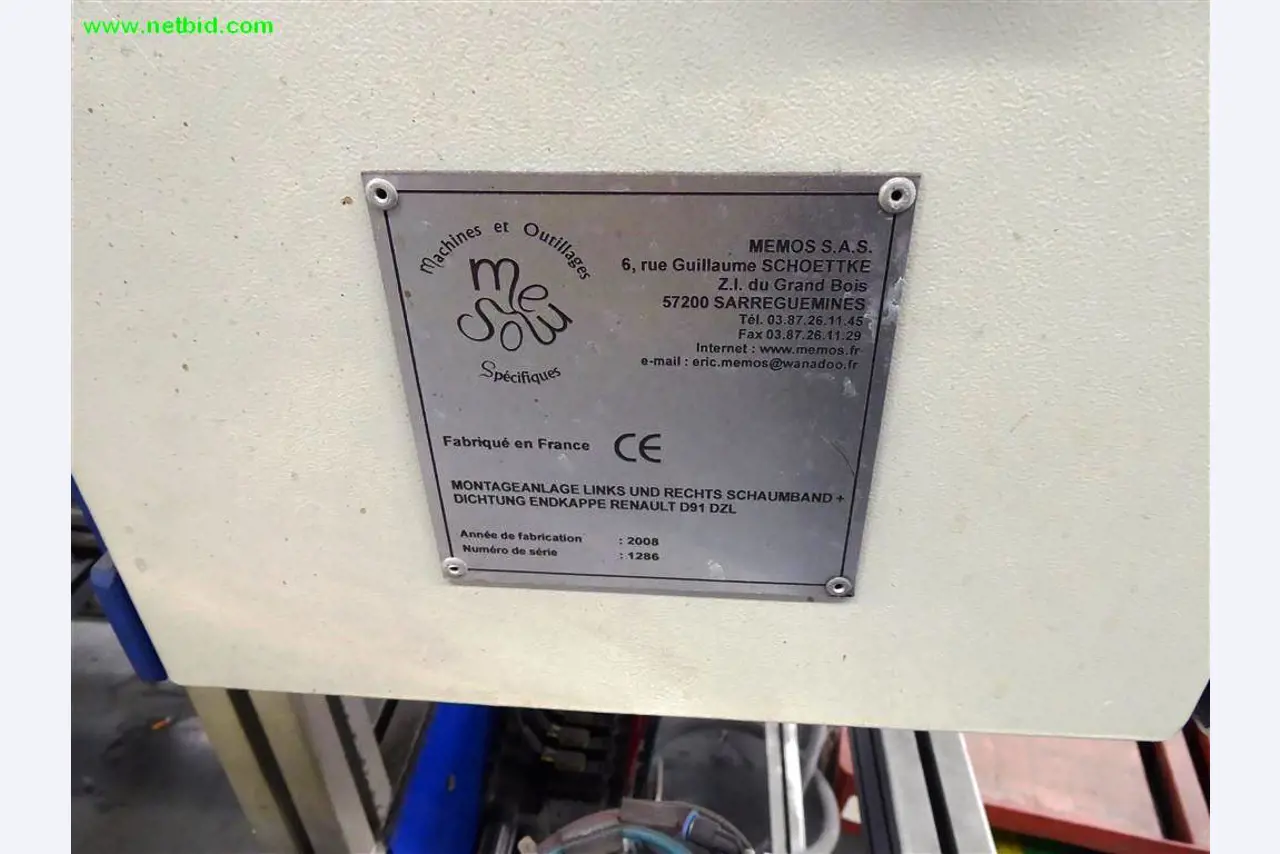 www.netbid.com
Machines et Outillages
memos
Spécifiques
MEMOS S.A.S.
6, rue Guillaume SCHOETTKE
Z.I. du Grand Bois
57200 SARREGUEMINES
Tél. 03.87.26.11.45
Fax 03.87.26.11.29
Internet : www.memos.fr
e-mail : eric.memos@wanadoo.fr
Fabriqué en France CE
MONTAGEANLAGE LINKS UND RECHTS SCHAUMBAND +
DICHTUNG ENDKAPPE RENAULT D91 DZL
Année de fabrication : 2008
Numéro de série : 1286